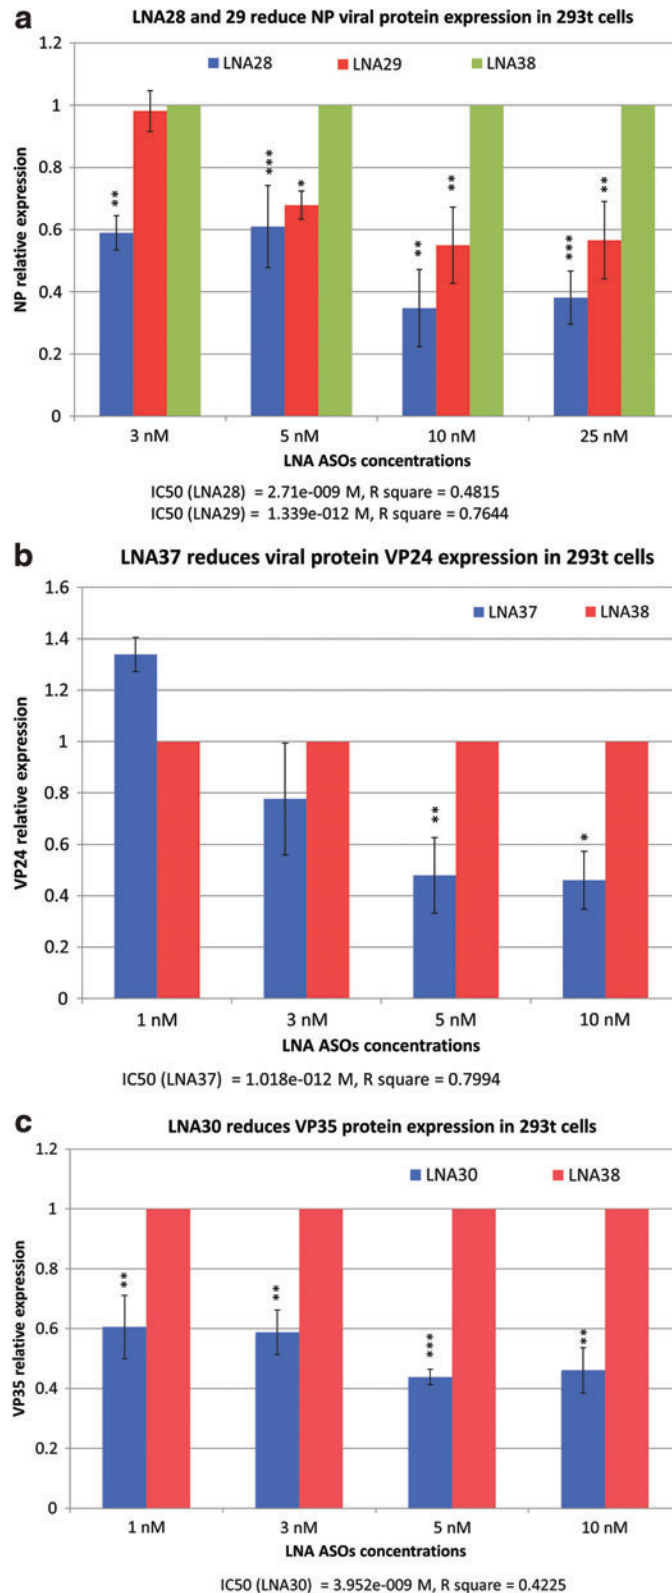 a
LNA28 and 29 reduce NP viral protein expression in 293t cells
1.2
LNA28 LNA29 LNA38
1
0.8
0.6
0.4
0.2
0
NP relative expression
** *** * ** ** *** **
3 nM 5 nM 10 nM 25 nM
LNA ASOs concentrations
IC50 (LNA28) = 2.71e-009 M, R square = 0.4815
IC50 (LNA29) = 1.339e-012 M, R square = 0.7644
b
LNA37 reduces viral protein VP24 expression in 293t cells
1.6
LNA37 LNA38
1.4
1.2
1
0.8
0.6
0.4
0.2
0
VP24 relative expression
** *
1 nM 3 nM 5 nM 10 nM
LNA ASOs concentrations
IC50 (LNA37) = 1.018e-012 M, R square = 0.7994
c
LNA30 reduces VP35 protein expression in 293t cells
1.2
LNA30 LNA38
1
0.8
0.6
0.4
0.2
0
VP35 relative expression
** ** *** **
1 nM 3 nM 5 nM 10 nM
LNA ASOs concentrations
IC50 (LNA30) = 3.952e-009 M, R square = 0.4225